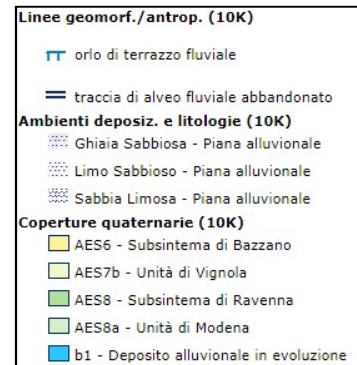 Linee geomorf./antrop. (10K)
orlo di terrazzo fluviale
traccia di alveo fluviale abbandonato
Ambienti deposiz. e litologie (10K)
Ghiaia Sabbiosa - Piana alluvionale
Limo Sabbioso - Piana alluvionale
Sabbia Limosa - Piana alluvionale
Coperture quaternarie (10K)
AES6 - Subsintema di Bazzano
AES7b - Unità di Vignola
AES8 - Subsintema di Ravenna
AES8a - Unità di Modena
b1 - Deposito alluvionale in evoluzione